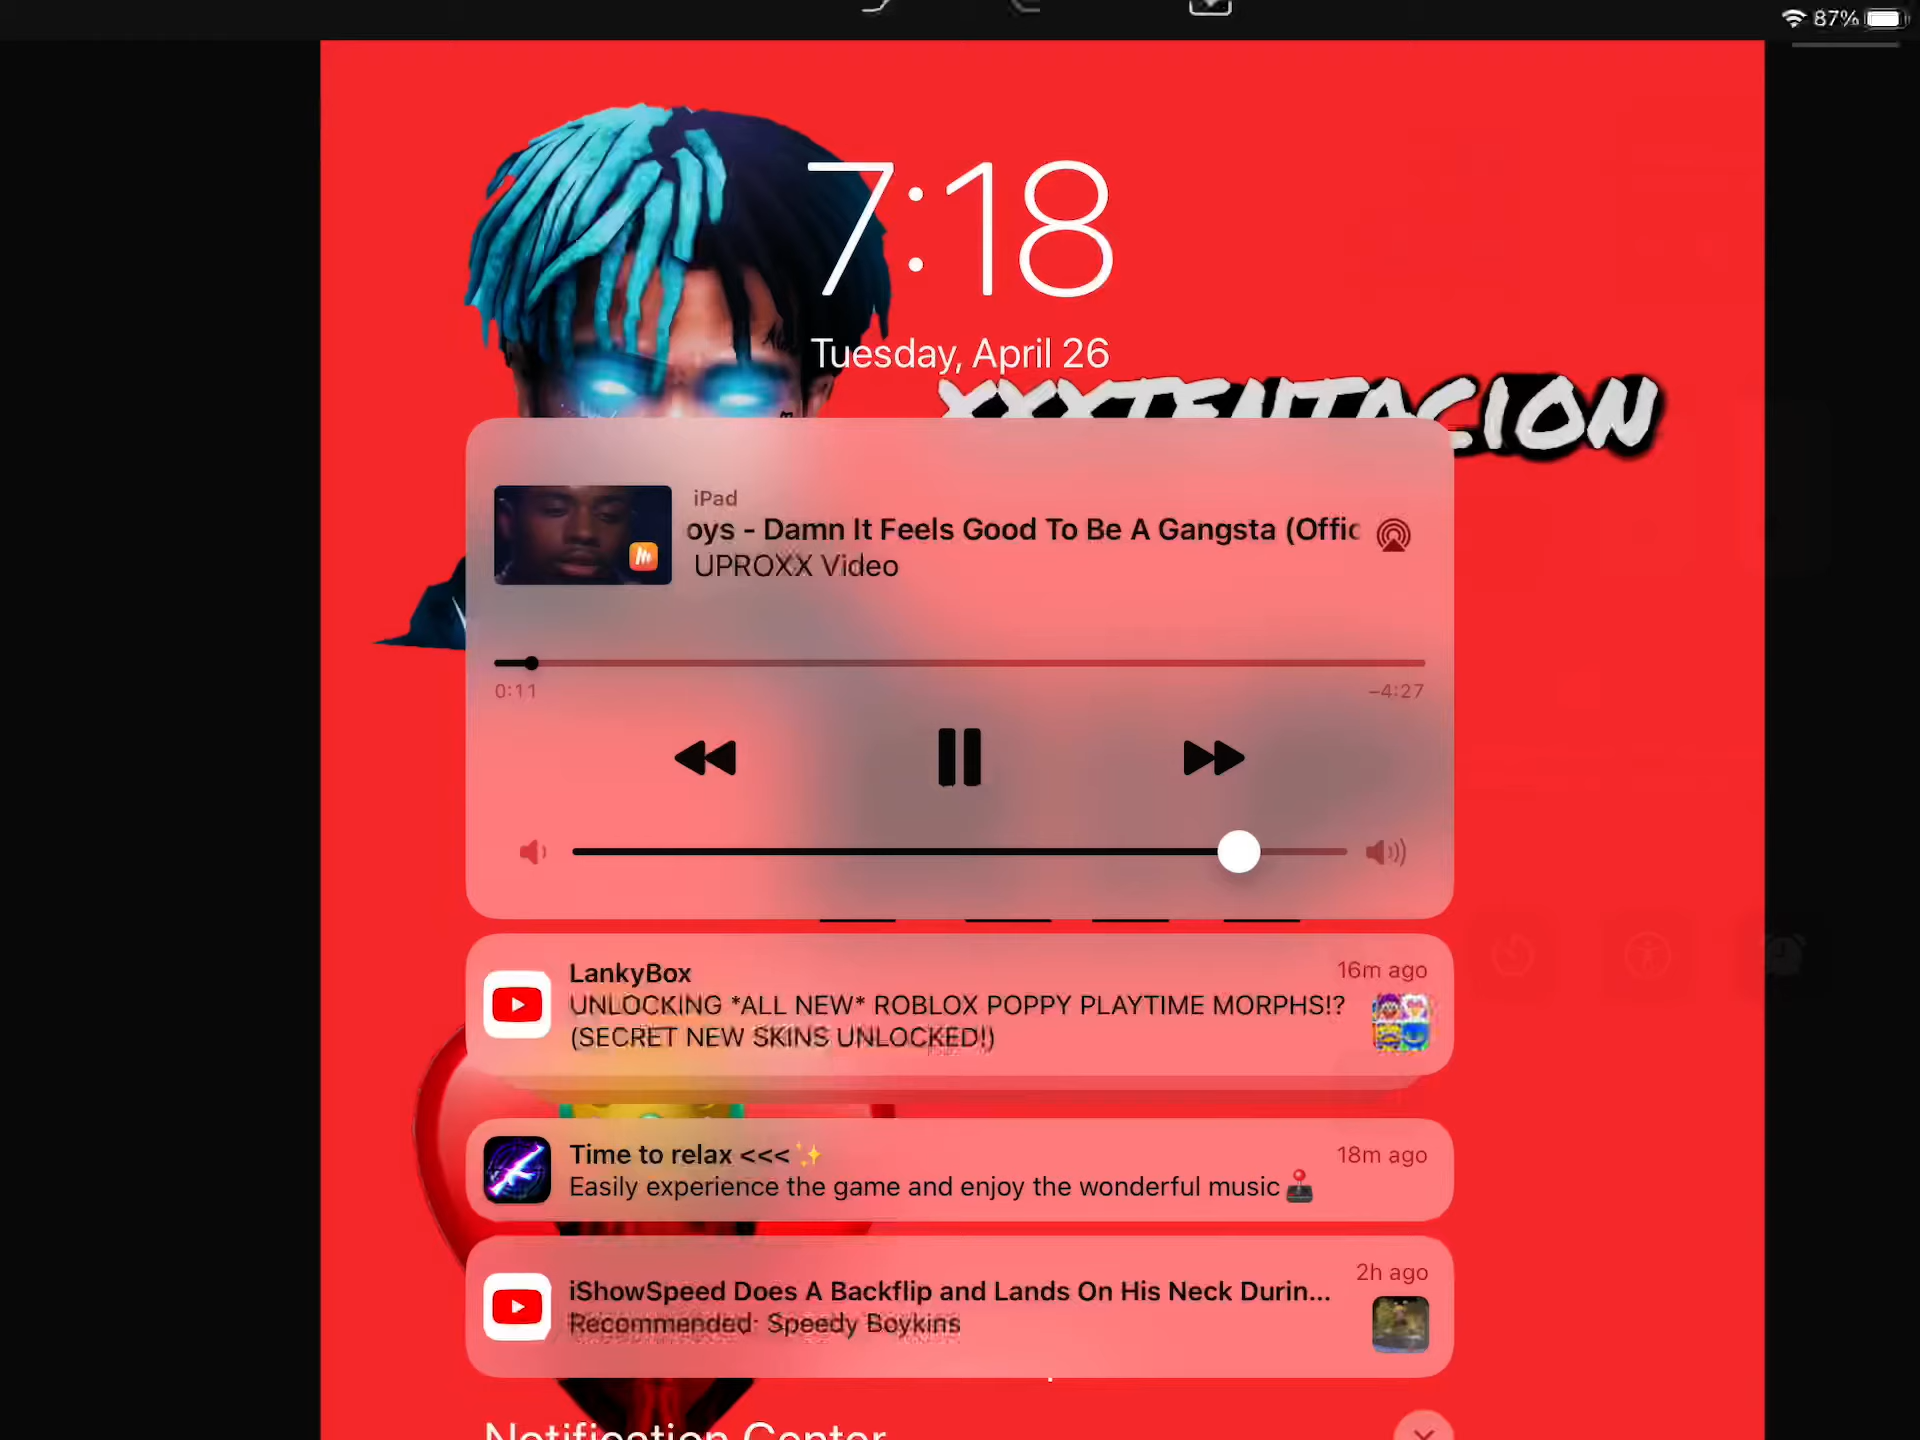 87%
7:18
Tuesday, April 26
XXXTENTACION
iPad
oys - Damn It Feels Good To Be A Gangsta (Offic
UPROXX Video
0:11
-4:27
LankyBox
16m ago
UNLOCKING *ALL NEW* ROBLOX POPPY PLAYTIME MORPHS!?
(SECRET NEW SKINS UNLOCKED!)
Time to relax <<< ✨
18m ago
Easily experience the game and enjoy the wonderful music 🕹️
2h ago
iShowSpeed Does A Backflip and Lands On His Neck Durin...
Recommended: Speedy Boykins
Notification Center